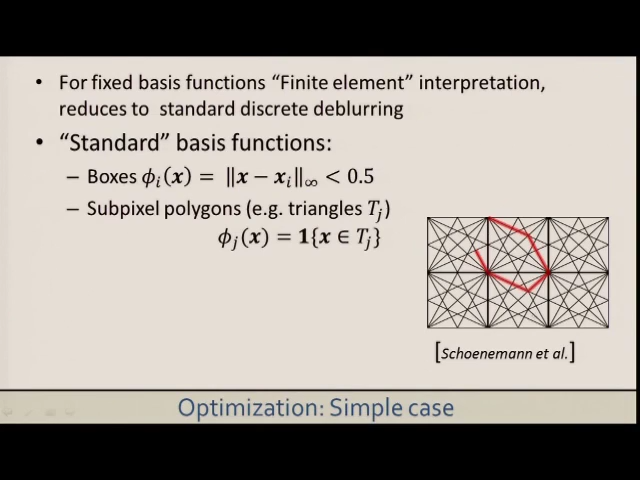 • For fixed basis functions “Finite element” interpretation,
reduces to standard discrete deblurring
• “Standard” basis functions:
– Boxes ϕᵢ(𝒙) = ‖𝒙 − 𝒙ᵢ‖∞ < 0.5
– Subpixel polygons (e.g. triangles Tⱼ)
ϕⱼ(𝒙) = 𝟏{𝒙 ∈ Tⱼ}
[Schoenemann et al.]
Optimization: Simple case